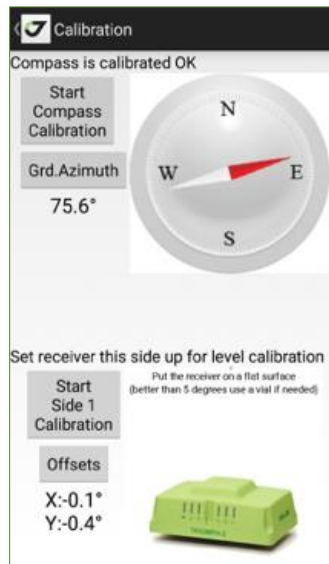 Calibration
Compass is calibrated OK
Start
Compass
Calibration
Grd.Azimuth
75.6°
N
W
E
S
Set receiver this side up for level calibration
Put the receiver on a flat surface
(better than 5 degrees use a vial if needed)
Start
Side 1
Calibration
Offsets
X:-0.1°
Y:-0.4°